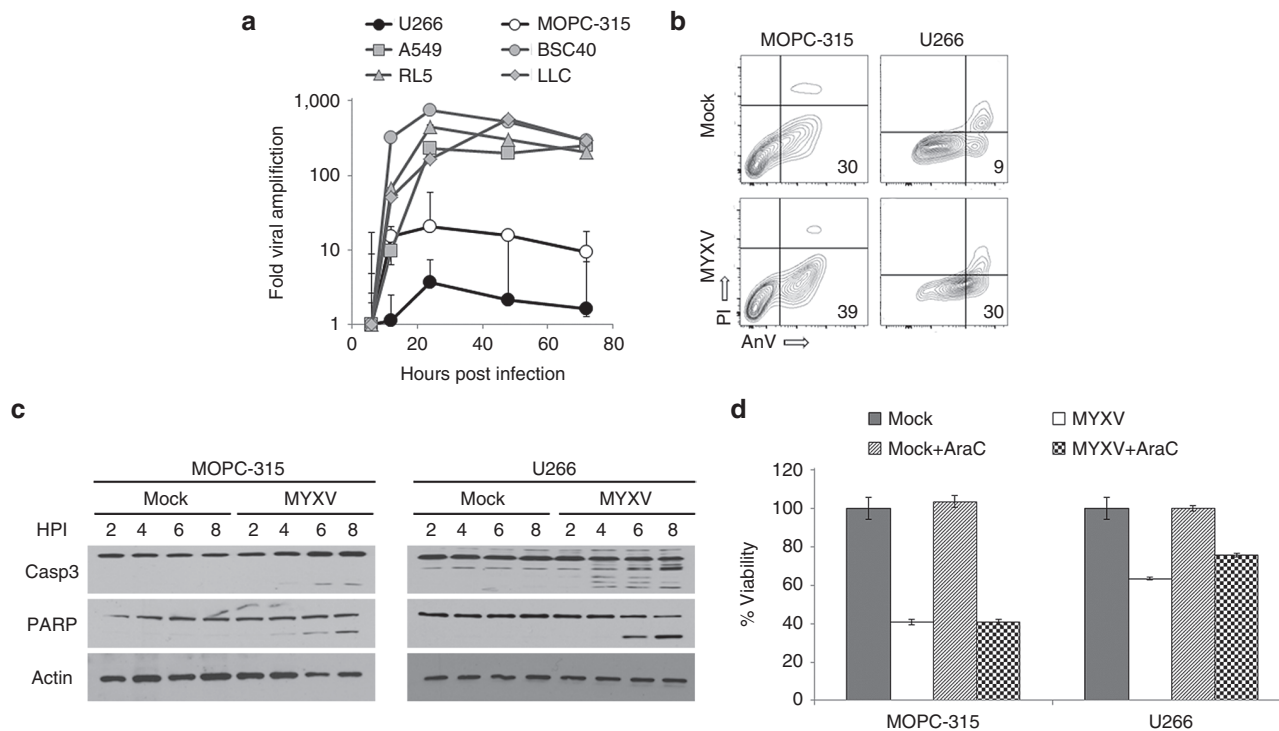 a
U266 MOPC-315
A549 BSC40
RL5 LLC
1,000
100
10
1
Fold viral amplifiction
0 20 40 60 80
Hours post infection
b
MOPC-315 U266
Mock
30 9
MYXV
39 30
PI
AnV
c
MOPC-315 U266
Mock MYXV Mock MYXV
HPI 2 4 6 8 2 4 6 8 2 4 6 8 2 4 6 8
Casp3
PARP
Actin
d
Mock MYXV
Mock+AraC MYXV+AraC
120
100
80
60
40
20
0
% Viability
MOPC-315 U266